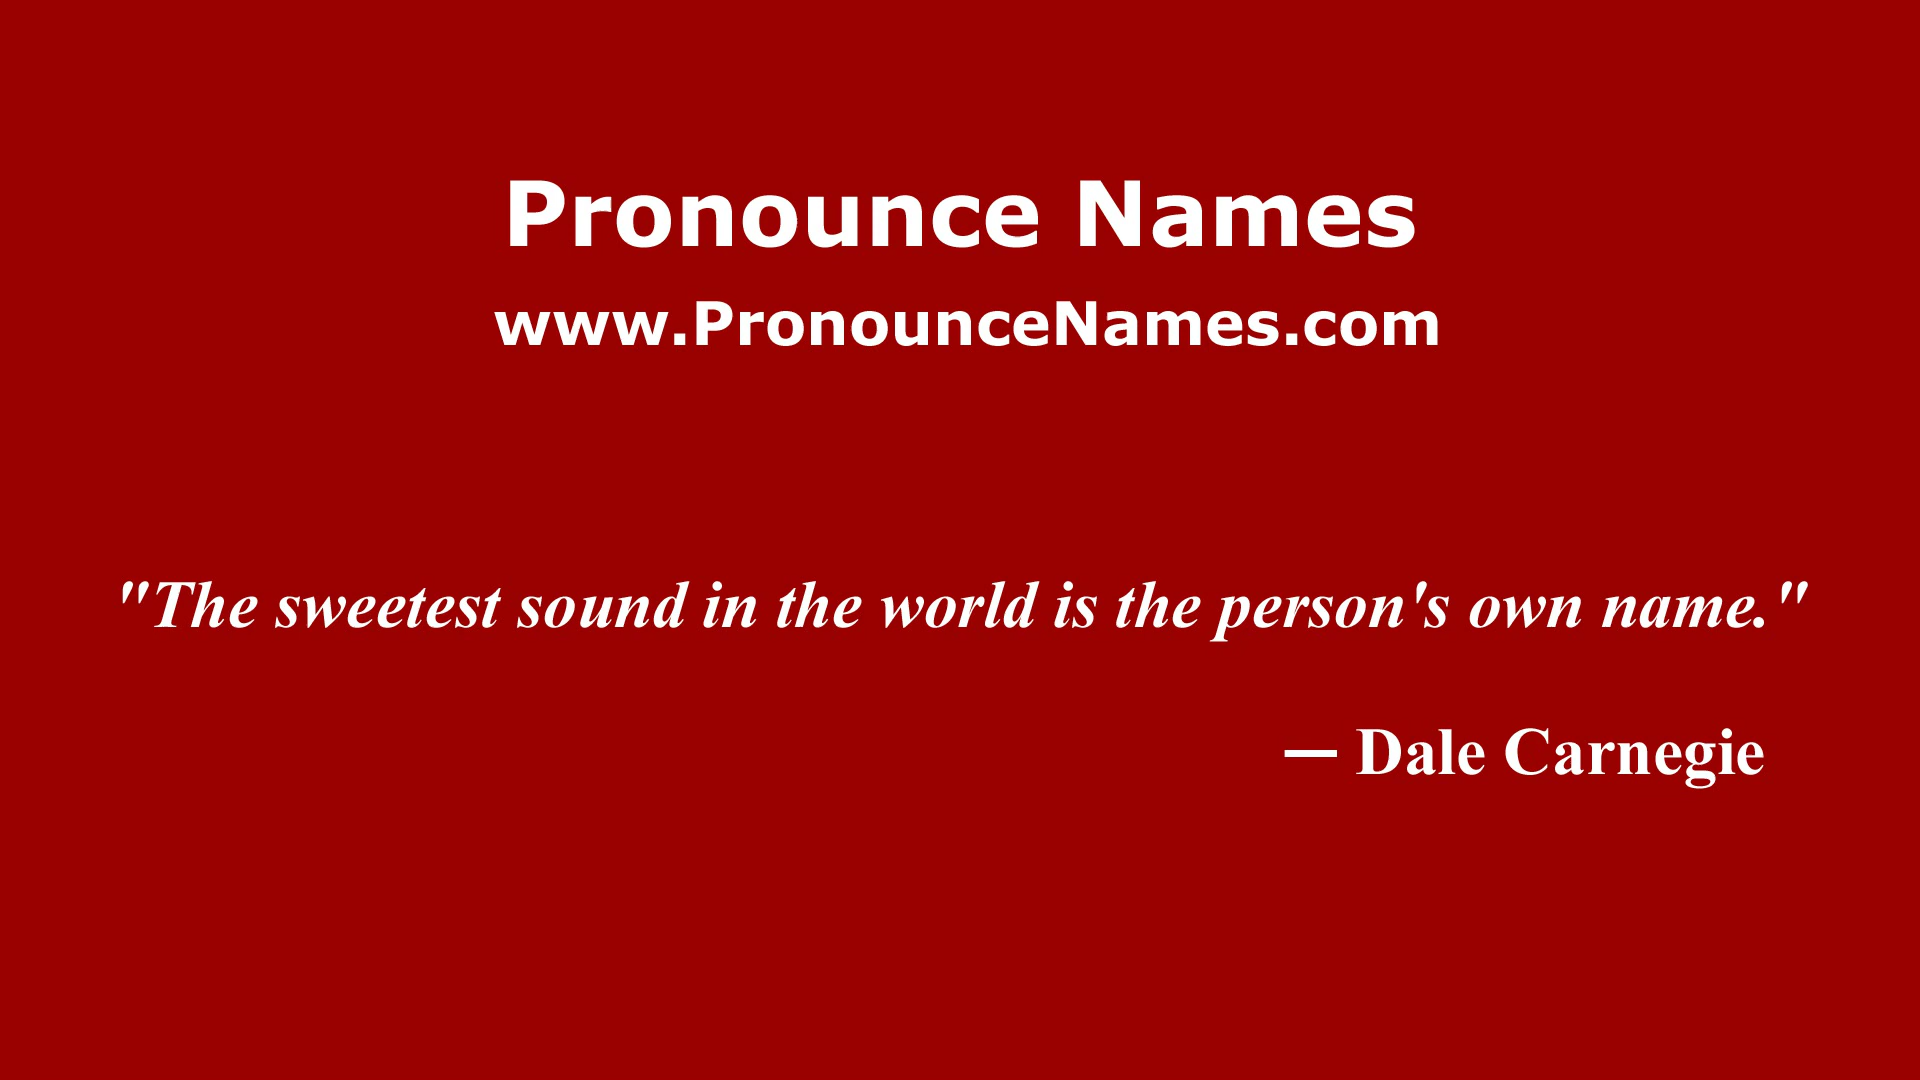 Pronounce Names
www.PronounceNames.com
"The sweetest sound in the world is the person's own name."
— Dale Carnegie